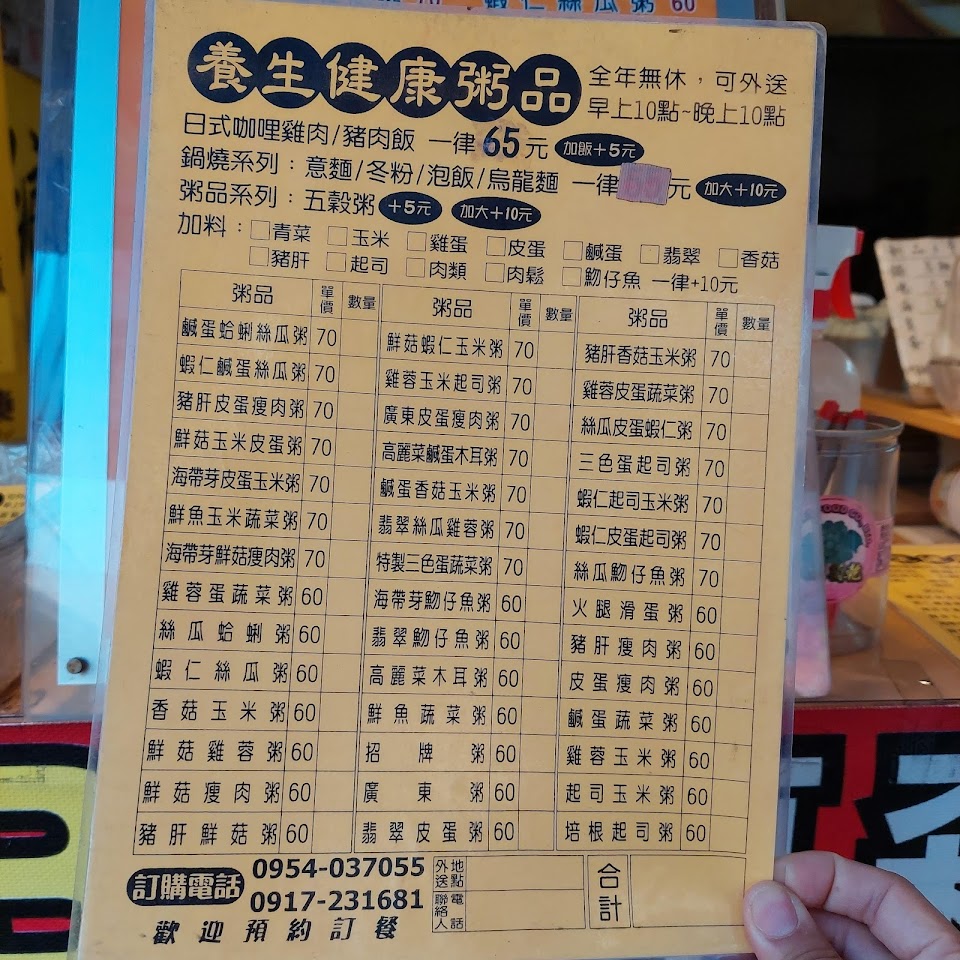 蝦仁絲瓜粥 60
養生健康粥品
全年無休，可外送
早上10點~晚上10點
日式咖哩雞肉/豬肉飯 一律65元 加飯+5元
鍋燒系列：意麵/冬粉/泡飯/烏龍麵 一律 元 加大+10元
粥品系列：五穀粥 +5元 加大+10元
加料：□青菜 □玉米 □雞蛋 □皮蛋 □鹹蛋 □翡翠 □香菇
□豬肝 □起司 □肉類 □肉鬆 □魩仔魚 一律+10元
粥品 單價 數量 粥品 單價 數量 粥品 單價 數量
鹹蛋蛤蜊絲瓜粥 70 鮮菇蝦仁玉米粥 70 豬肝香菇玉米粥 70
蝦仁鹹蛋絲瓜粥 70 雞蓉玉米起司粥 70 雞蓉皮蛋蔬菜粥 70
豬肝皮蛋瘦肉粥 70 廣東皮蛋瘦肉粥 70 絲瓜皮蛋蝦仁粥 70
鮮菇玉米皮蛋粥 70 高麗菜鹹蛋木耳粥 70 三色蛋起司粥 70
海帶芽皮蛋玉米粥 70 鹹蛋香菇玉米粥 70 蝦仁起司玉米粥 70
鮮魚玉米蔬菜粥 70 翡翠絲瓜雞蓉粥 70 蝦仁皮蛋起司粥 70
海帶芽鮮菇瘦肉粥 70 特製三色蛋蔬菜粥 70 絲瓜魩仔魚粥 70
雞蓉蛋蔬菜粥 60 海帶芽魩仔魚粥 60 火腿滑蛋粥 60
絲瓜蛤蜊粥 60 翡翠魩仔魚粥 60 豬肝瘦肉粥 60
蝦仁絲瓜粥 60 高麗菜木耳粥 60 皮蛋瘦肉粥 60
香菇玉米粥 60 鮮魚蔬菜粥 60 鹹蛋蔬菜粥 60
鮮菇雞蓉粥 60 招牌粥 60 雞蓉玉米粥 60
鮮菇瘦肉粥 60 廣東粥 60 起司玉米粥 60
豬肝鮮菇粥 60 翡翠皮蛋粥 60 培根起司粥 60
訂購電話 0954-037055
0917-231681
歡迎預約訂餐
外送地點
聯絡人電話
合計